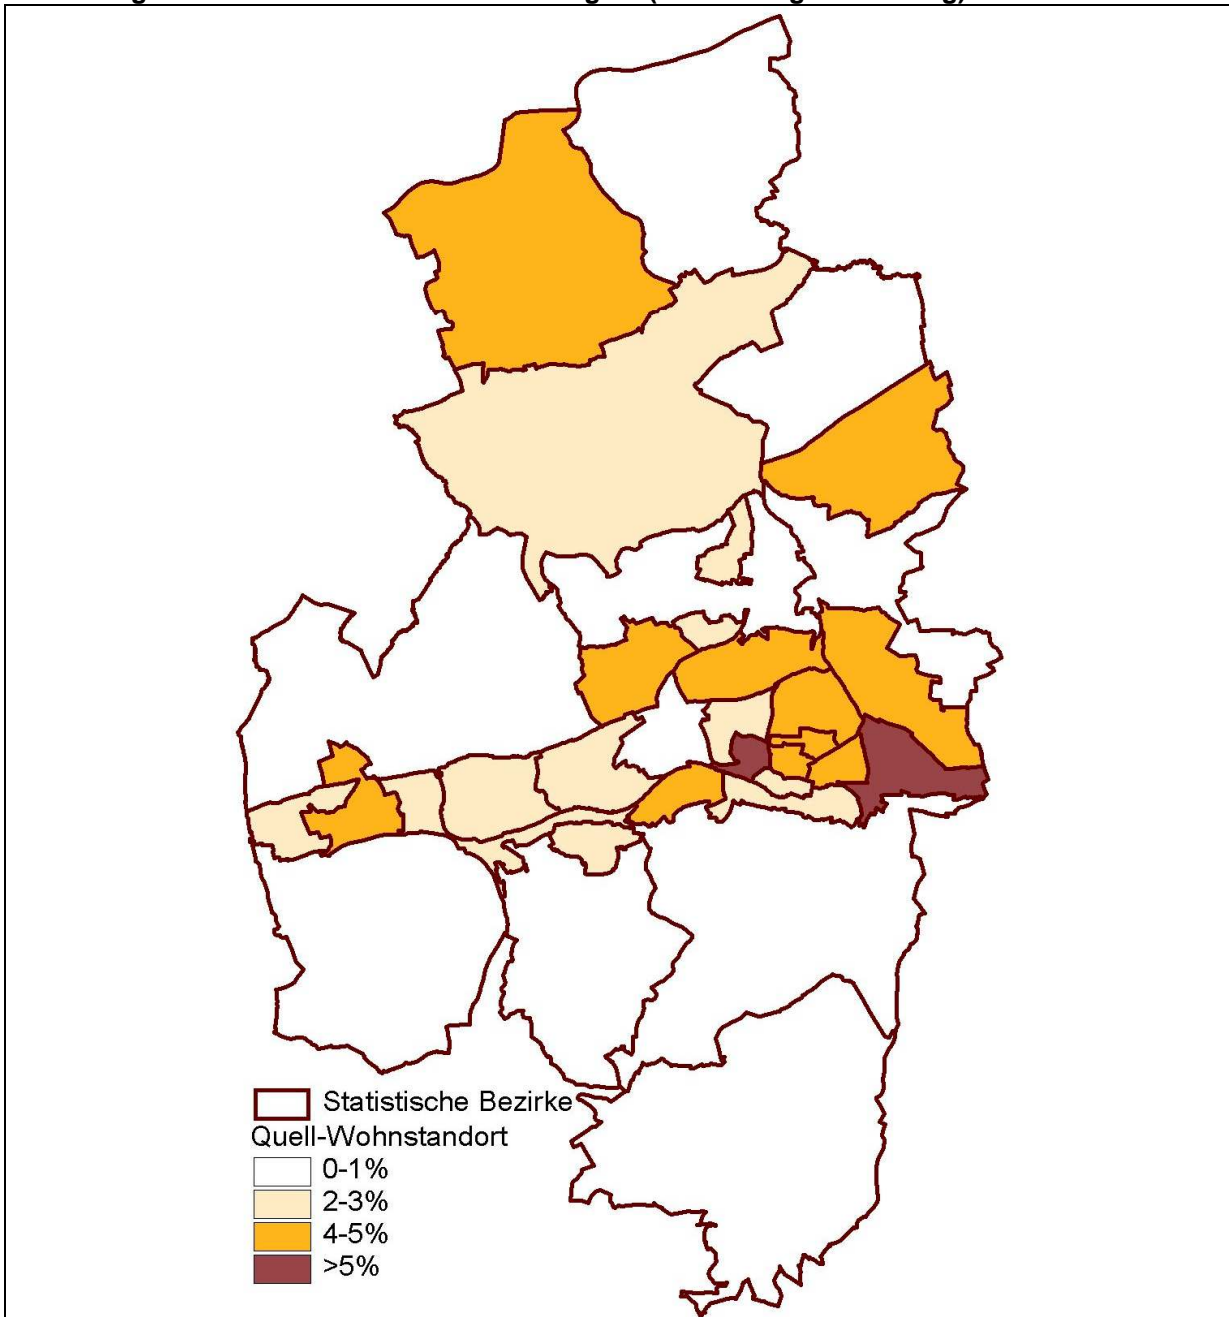 Statistische Bezirke
Quell-Wohnstandort
0-1%
2-3%
4-5%
>5%